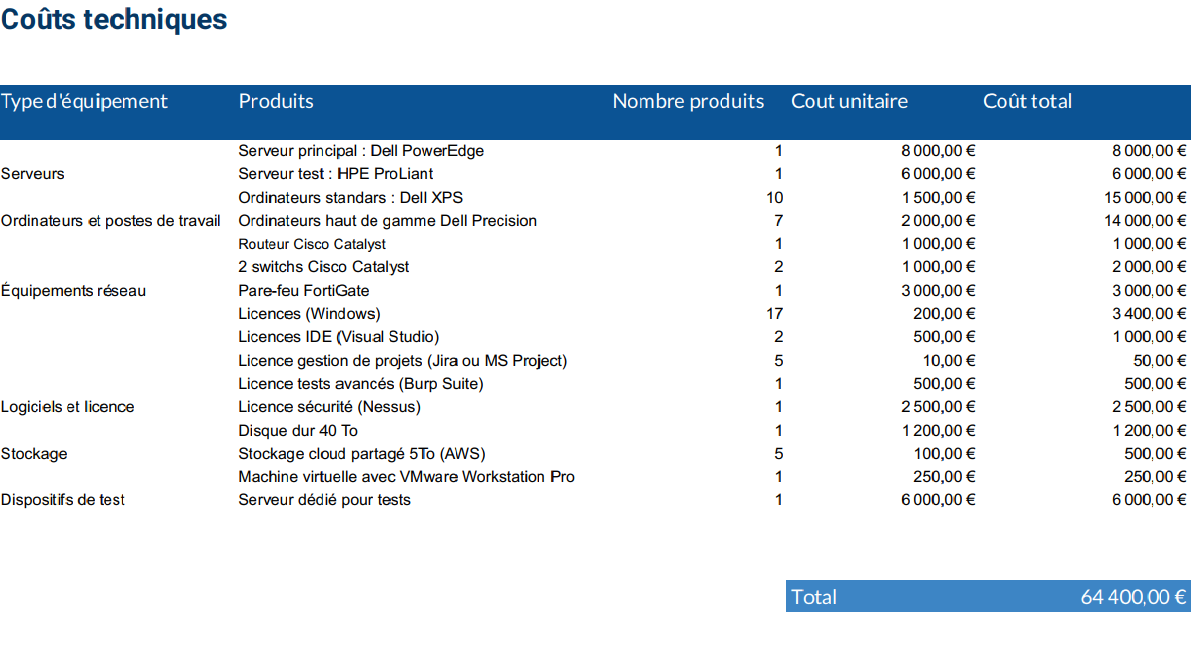 Coûts techniques
Type d'équipement Produits Nombre produits Cout unitaire Coût total
Serveur principal : Dell PowerEdge 1 8 000,00 € 8 000,00 €
Serveurs Serveur test : HPE ProLiant 1 6 000,00 € 6 000,00 €
Ordinateurs standars : Dell XPS 10 1 500,00 € 15 000,00 €
Ordinateurs et postes de travail Ordinateurs haut de gamme Dell Precision 7 2 000,00 € 14 000,00 €
Routeur Cisco Catalyst 1 1 000,00 € 1 000,00 €
2 switchs Cisco Catalyst 2 1 000,00 € 2 000,00 €
Équipements réseau Pare-feu FortiGate 1 3 000,00 € 3 000,00 €
Licences (Windows) 17 200,00 € 3 400,00 €
Licences IDE (Visual Studio) 2 500,00 € 1 000,00 €
Licence gestion de projets (Jira ou MS Project) 5 10,00 € 50,00 €
Licence tests avancés (Burp Suite) 1 500,00 € 500,00 €
Logiciels et licence Licence sécurité (Nessus) 1 2 500,00 € 2 500,00 €
Disque dur 40 To 1 1 200,00 € 1 200,00 €
Stockage Stockage cloud partagé 5To (AWS) 5 100,00 € 500,00 €
Machine virtuelle avec VMware Workstation Pro 1 250,00 € 250,00 €
Dispositifs de test Serveur dédié pour tests 1 6 000,00 € 6 000,00 €
Total 64 400,00 €